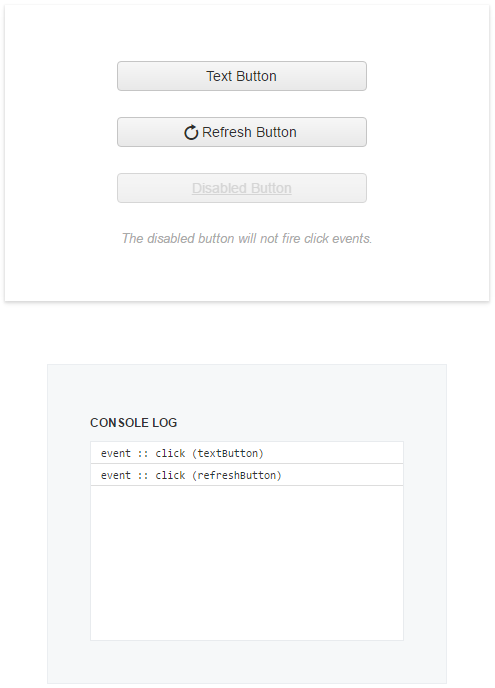 Text Button
Refresh Button
Disabled Button
The disabled button will not fire click events.
CONSOLE LOG
event :: click (textButton)
event :: click (refreshButton)